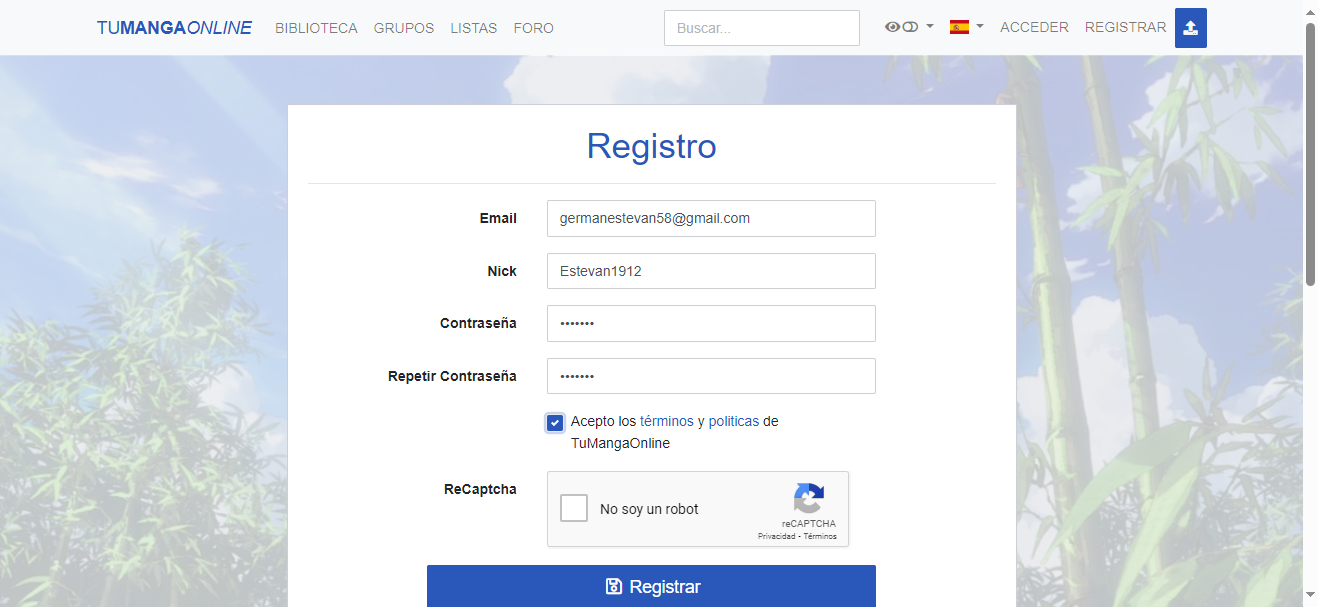 TUMANGAONLINE BIBLIOTECA GRUPOS LISTAS FORO Buscar... ACCEDER REGISTRAR
Registro
Email germanestevan58@gmail.com
Nick Estevan1912
Contraseña •••••••
Repetir Contraseña •••••••
Acepto los términos y politicas de
TuMangaOnline
ReCaptcha No soy un robot
reCAPTCHA
Privacidad - Términos
Registrar